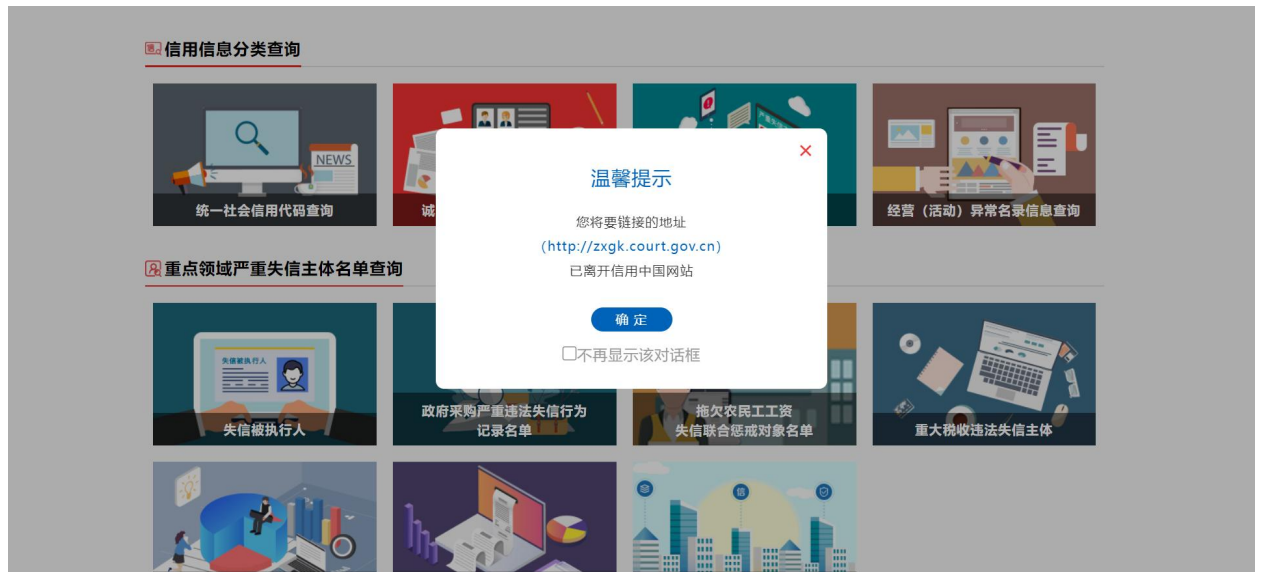 信用信息分类查询
NEWS
统一社会信用代码查询
诚
经营（活动）异常名录信息查询
温馨提示
您将要链接的地址
(http://zxgk.court.gov.cn)
已离开信用中国网站
确定
不再显示该对话框
重点领域严重失信主体名单查询
失信被执行人
失信被执行人
政府采购严重违法失信行为
记录名单
拖欠农民工工资
失信联合惩戒对象名单
重大税收违法失信主体
信